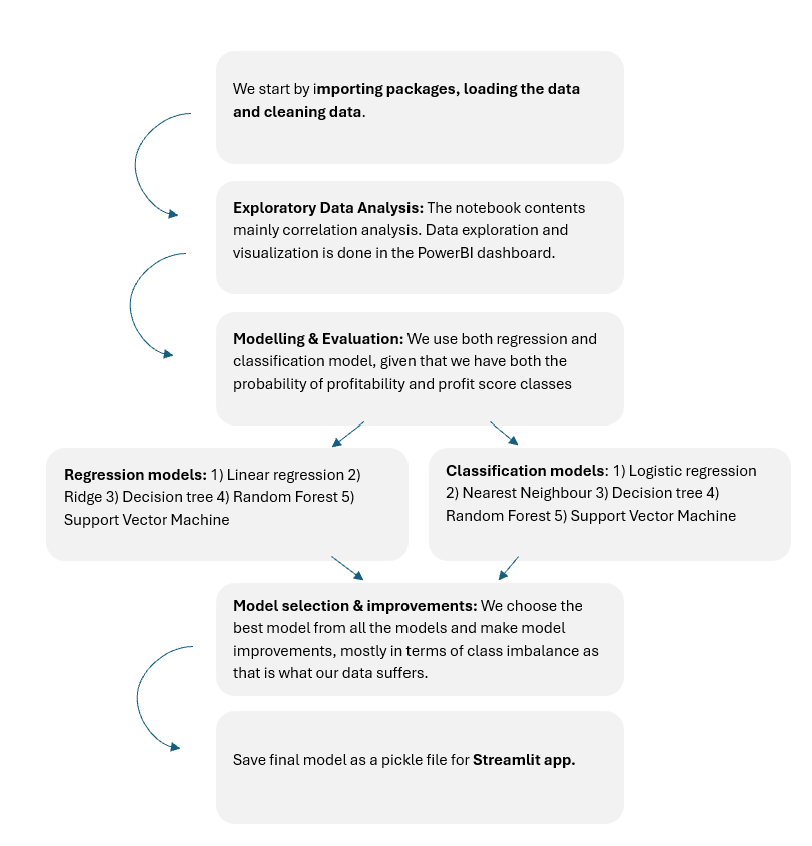 We start by importing packages, loading the data
and cleaning data.
Exploratory Data Analysis: The notebook contents
mainly correlation analysis. Data exploration and
visualization is done in the PowerBI dashboard.
Modelling & Evaluation: We use both regression and
classification model, given that we have both the
probability of profitability and profit score classes
Regression models: 1) Linear regression 2)
Ridge 3) Decision tree 4) Random Forest 5)
Support Vector Machine
Classification models: 1) Logistic regression
2) Nearest Neighbour 3) Decision tree 4)
Random Forest 5) Support Vector Machine
Model selection & improvements: We choose the
best model from all the models and make model
improvements, mostly in terms of class imbalance as
that is what our data suffers.
Save final model as a pickle file for Streamlit app.